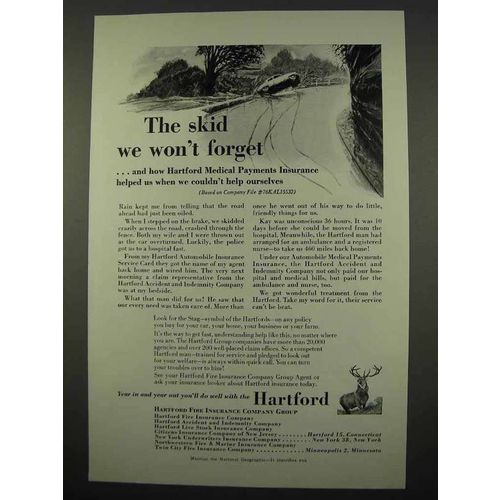 The skid
we won't forget
. . . and how Hartford Medical Payments Insurance
helped us when we couldn't help ourselves
(Based on Company File #76KAL35532)
Rain kept me from telling that the road
ahead had just been oiled.
When I stepped on the brake, we skidded
crazily across the road, crashed through the
fence. Both my wife and I were thrown out
as the car overturned. Luckily, the police
got us to a hospital fast.
From my Hartford Automobile Insurance
Service Card they got the name of my agent
back home and wired him. The very next
morning a claim representative from the
Hartford Accident and Indemnity Company
was at my bedside.
What that man did for us! He saw that
our every need was taken care of. More than
once he went out of his way to do little,
friendly things for us.
Kay was unconscious 36 hours. It was 10
days before she could be moved from the
hospital. Meanwhile, the Hartford man had
arranged for an ambulance and a registered
nurse—to take us 460 miles back home!
Under our Automobile Medical Payments
Insurance, the Hartford Accident and
Indemnity Company not only paid our hos-
pital and medical bills, but paid for the
ambulance and nurse, too.
We got wonderful treatment from the
Hartford. Take my word for it, their service
can't be beat.
Look for the Stag—symbol of the Hartfords—on any policy
you buy for your car, your home, your business or your farm.
It's the way to get fast, understanding help like this, no matter where
you are. The Hartford Group companies have more than 20,000
agencies and over 200 well-placed claim offices. So a competent
Hartford man—trained for service and pledged to look out
for your welfare—is always within quick call. You can turn
your troubles over to him!
See your Hartford Fire Insurance Company Group Agent or
ask your insurance broker about Hartford insurance today.
Year in and year out you'll do well with the Hartford
HARTFORD FIRE INSURANCE COMPANY GROUP
Hartford Fire Insurance Company
Hartford Accident and Indemnity Company
Hartford Live Stock Insurance Company
Citizens Insurance Company of New Jersey . . . . . . . . Hartford 15, Connecticut
New York Underwriters Insurance Company . . . . . . . . New York 38, New York
Northwestern Fire & Marine Insurance Company
Twin City Fire Insurance Company . . . . . . . . Minneapolis 2, Minnesota
Mention the National Geographic—It identifies you